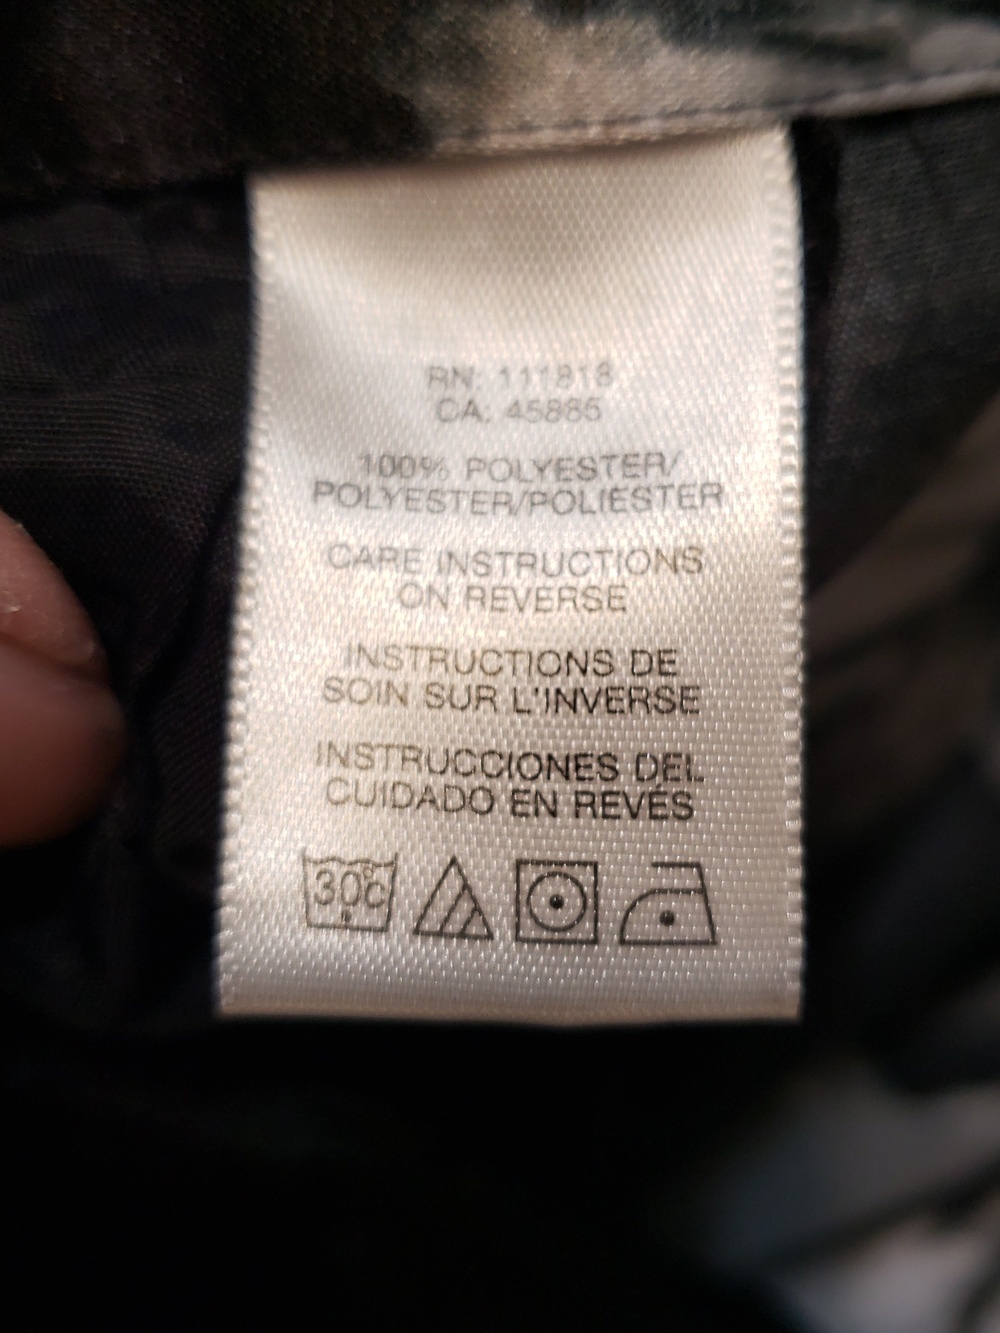 RN: 111818
CA: 45885
100% POLYESTER/
POLYESTER/POLIÉSTER
CARE INSTRUCTIONS
ON REVERSE
INSTRUCTIONS DE
SOIN SUR L'INVERSE
INSTRUCCIONES DEL
CUIDADO EN REVÉS
30°c